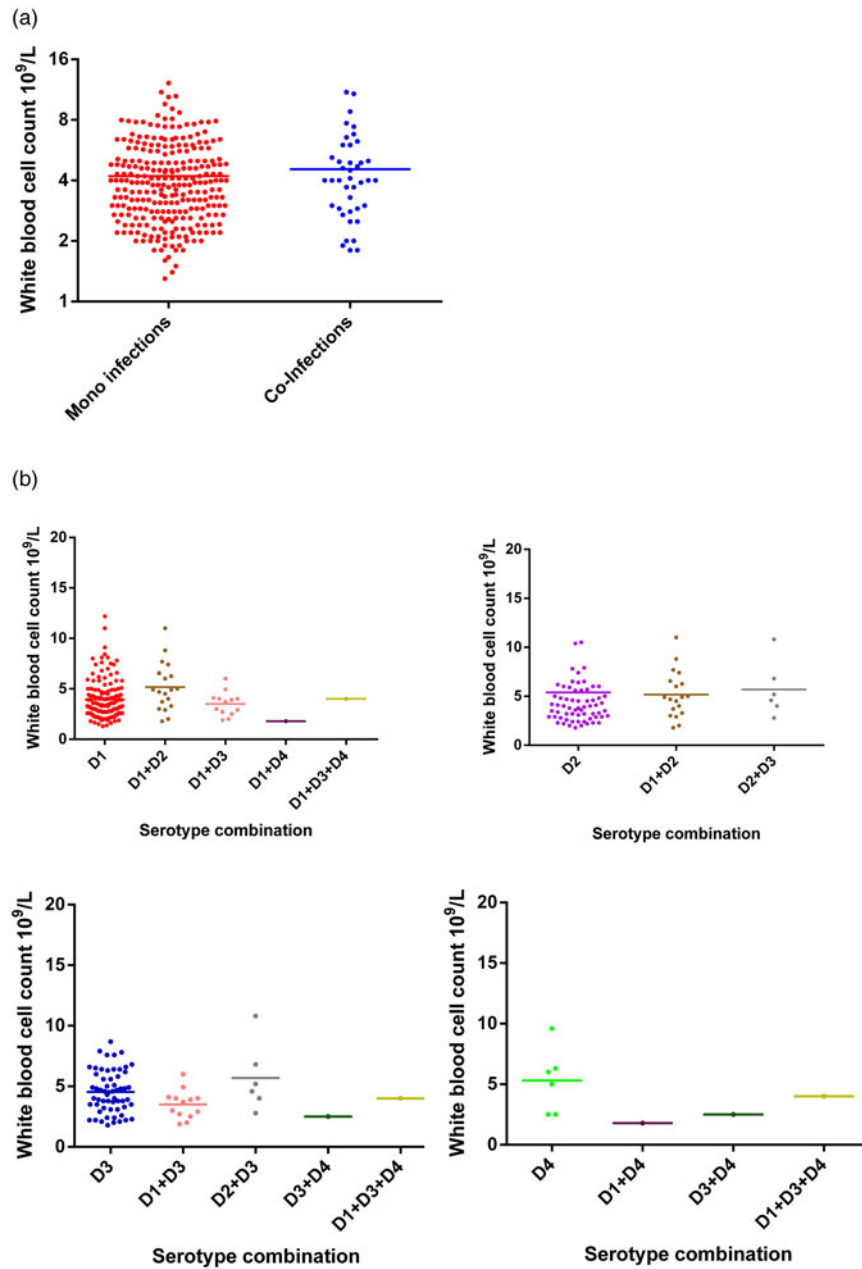 (a)
White blood cell count 10⁹/L
16
8
4
2
1
Mono infections
Co-Infections
(b)
White blood cell count 10⁹/L
20
15
10
5
0
D1
D1+D2
D1+D3
D1+D4
D1+D3+D4
Serotype combination
White blood cell count 10⁹/L
20
15
10
5
0
D2
D1+D2
D2+D3
Serotype combination
White blood cell count 10⁹/L
20
15
10
5
0
D3
D1+D3
D2+D3
D3+D4
D1+D3+D4
Serotype combination
White blood cell count 10⁹/L
20
15
10
5
0
D4
D1+D4
D3+D4
D1+D3+D4
Serotype combination